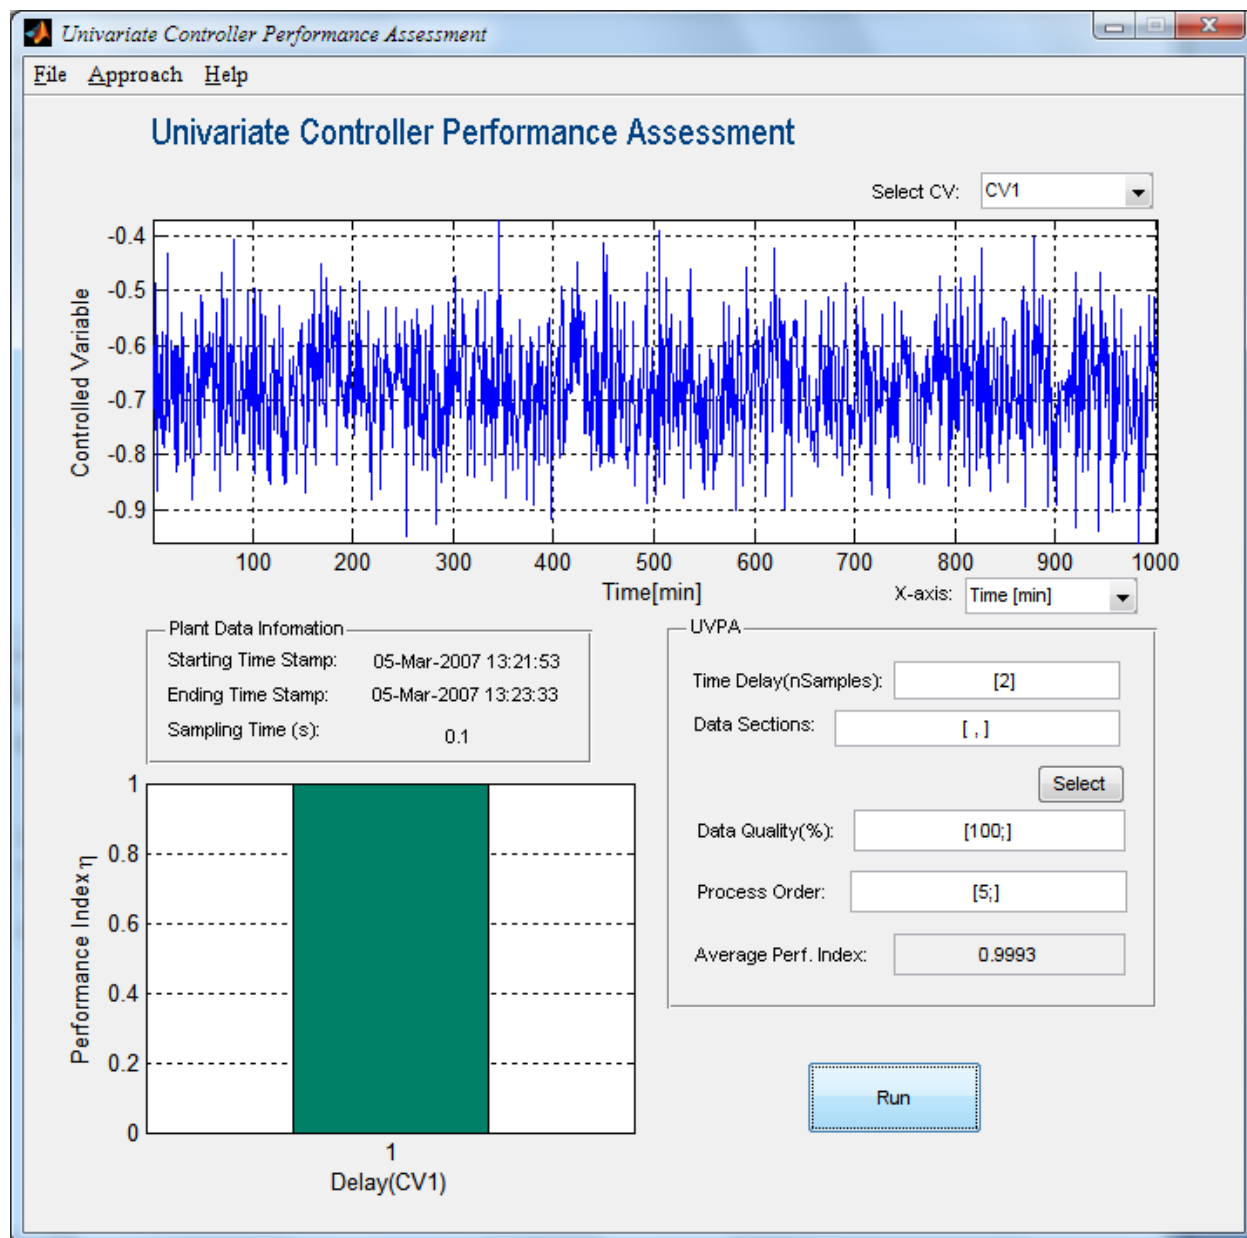 Univariate Controller Performance Assessment
File Approach Help
Univariate Controller Performance Assessment
Select CV: CV1
Controlled Variable
-0.4
-0.5
-0.6
-0.7
-0.8
-0.9
100 200 300 400 500 600 700 800 900 1000
Time[min]
X-axis: Time [min]
Plant Data Infomation
Starting Time Stamp: 05-Mar-2007 13:21:53
Ending Time Stamp: 05-Mar-2007 13:23:33
Sampling Time (s): 0.1
UVPA
Time Delay(nSamples): [2]
Data Sections: [ , ]
Select
Data Quality(%): [100;]
Process Order: [5;]
Average Perf. Index: 0.9993
Run
Performance Index η
1
0.8
0.6
0.4
0.2
0
1
Delay(CV1)